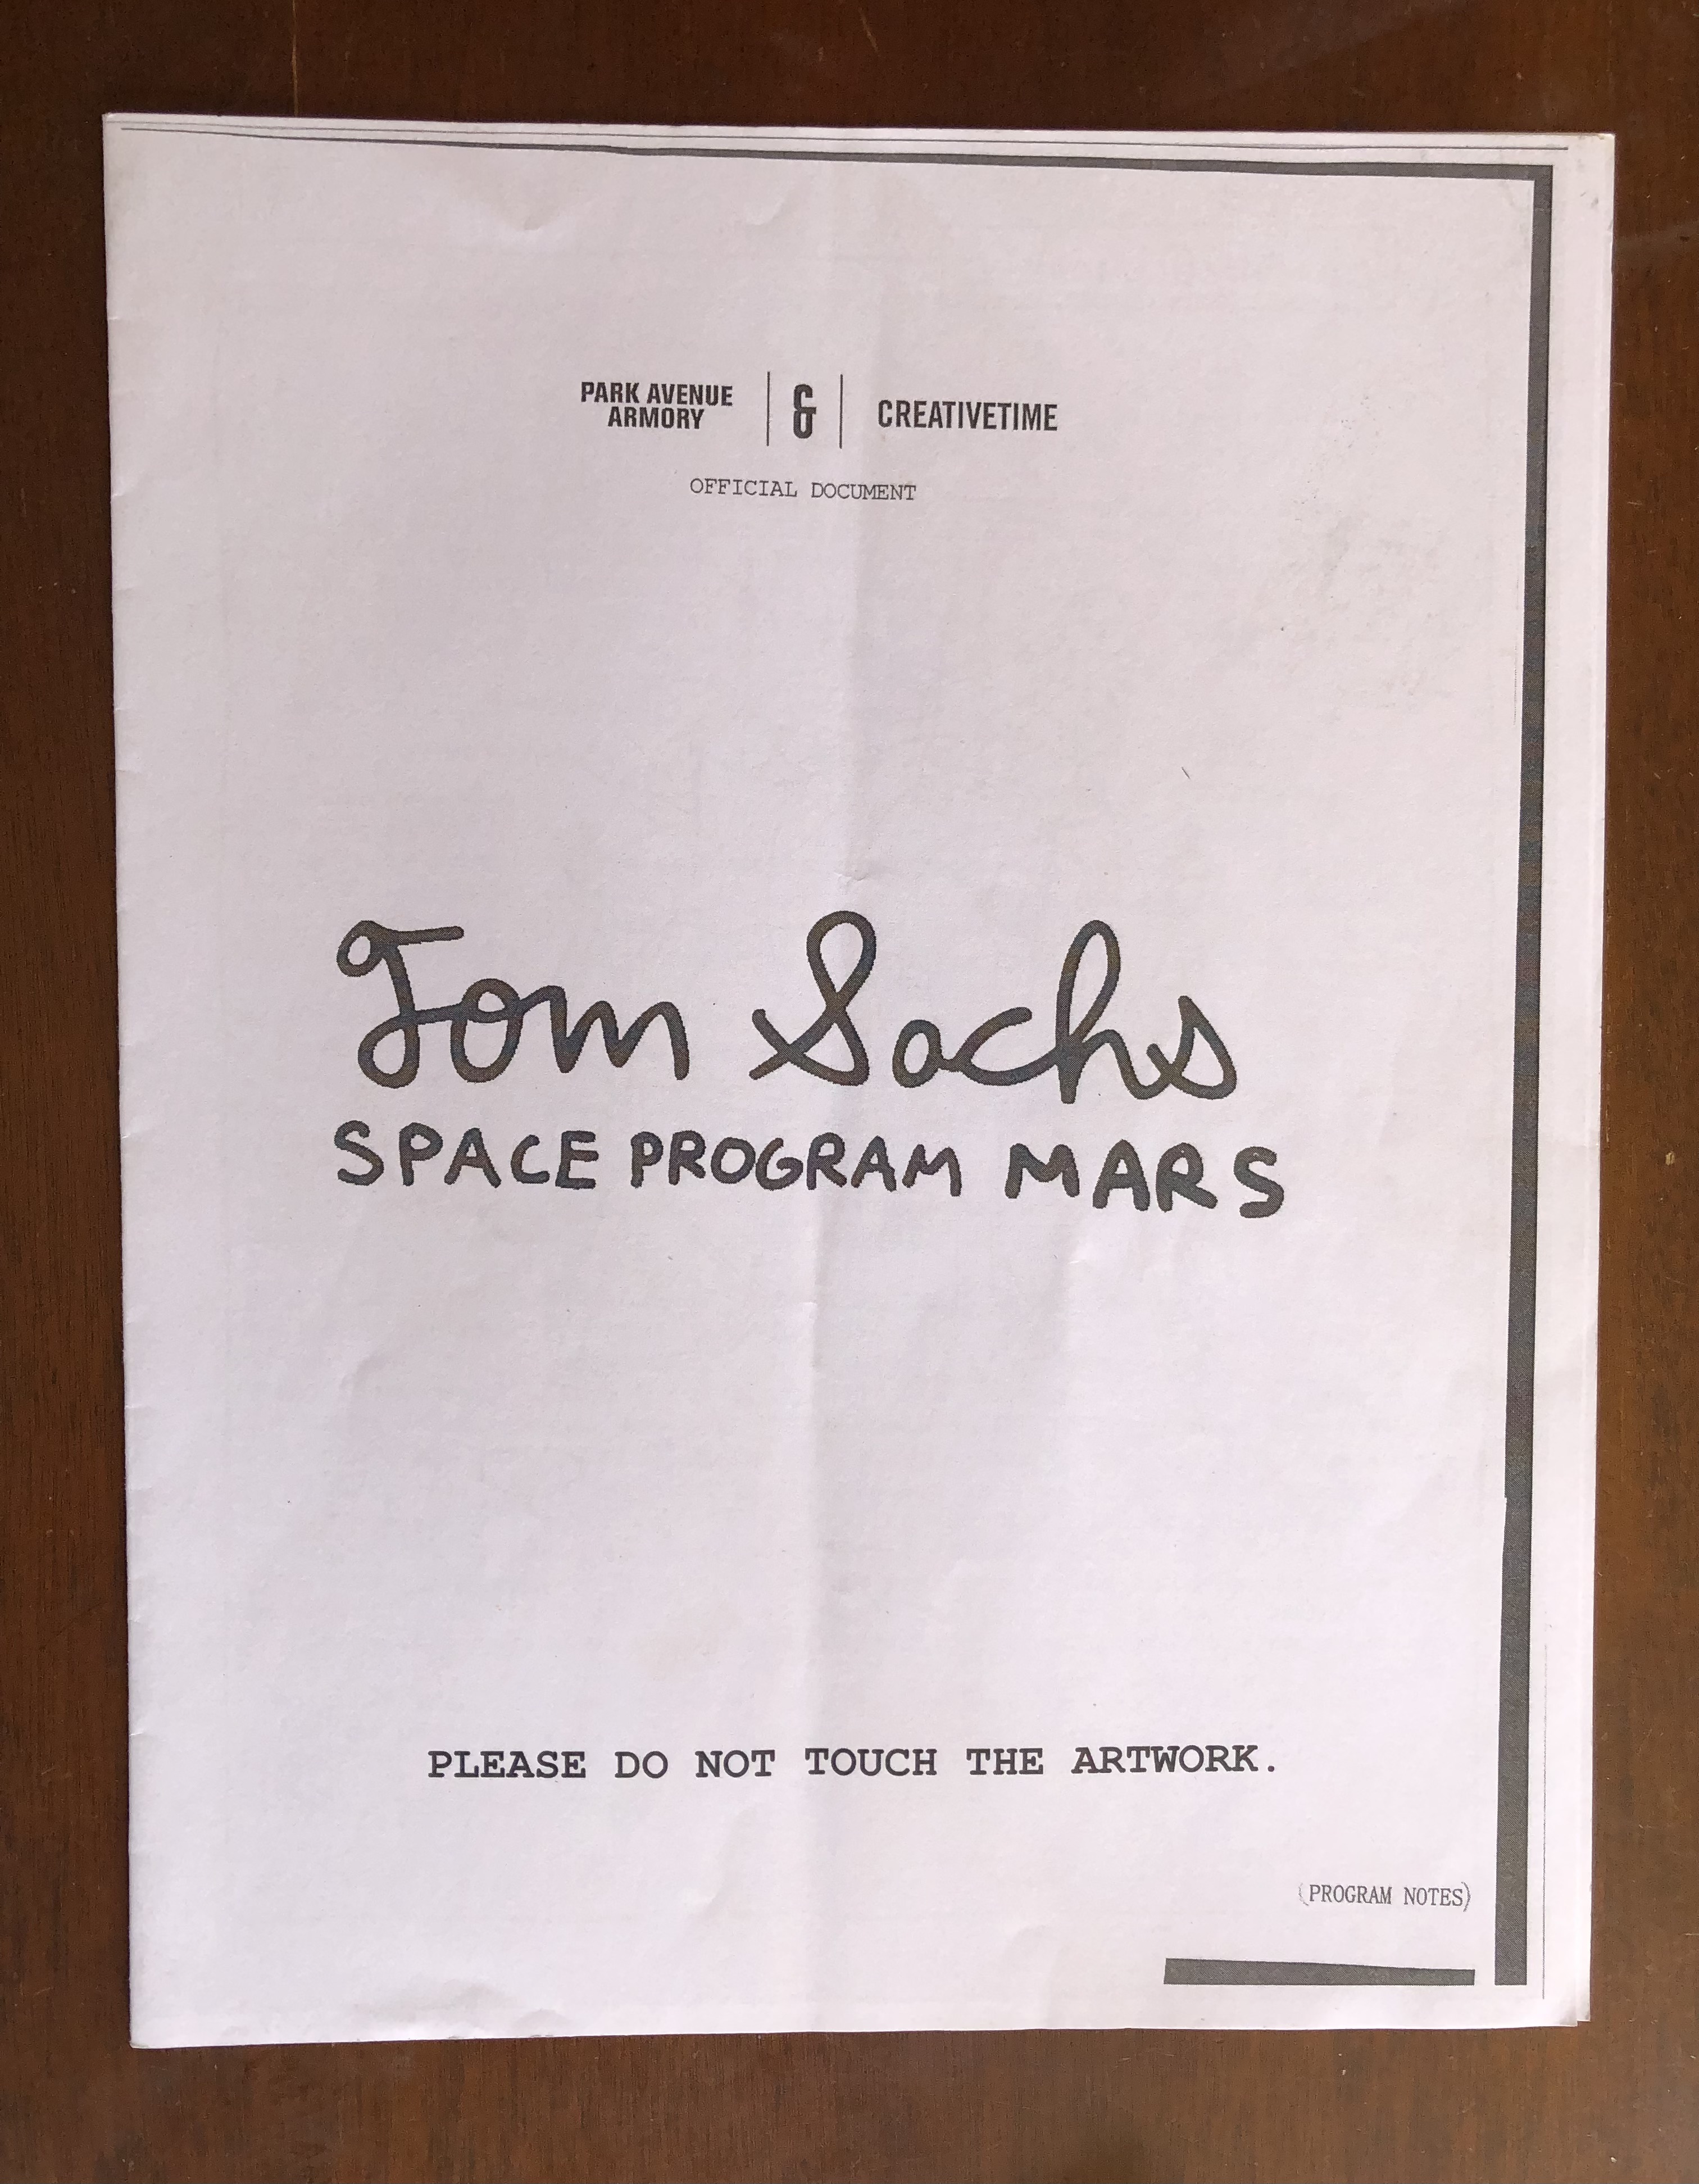 PARK AVENUE
ARMORY
&
CREATIVETIME
OFFICIAL DOCUMENT
Tom Sachs
SPACE PROGRAM MARS
PLEASE DO NOT TOUCH THE ARTWORK.
(PROGRAM NOTES)